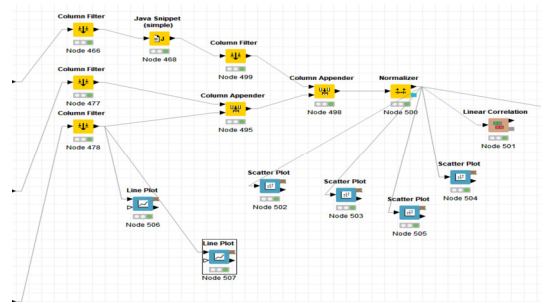 Column Filter
Node 466
Java Snippet
(simple)
Node 468
Column Filter
Node 499
Column Filter
Node 477
Column Appender
Node 495
Column Filter
Node 478
Column Appender
Node 498
Normalizer
Node 500
Linear Correlation
Node 501
Scatter Plot
Node 502
Scatter Plot
Node 503
Scatter Plot
Node 504
Scatter Plot
Node 505
Line Plot
Node 506
Line Plot
Node 507